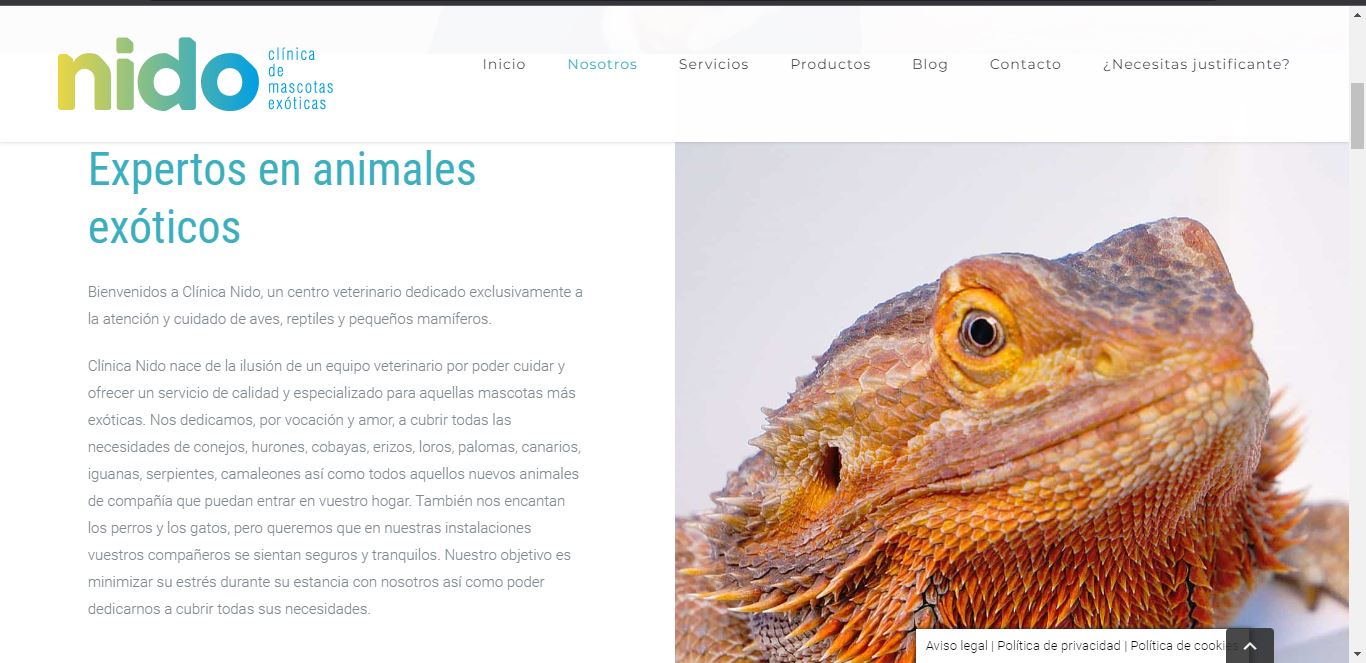 nido
clínica
de
mascotas
exóticas
Inicio Nosotros Servicios Productos Blog Contacto ¿Necesitas justificante?
Expertos en animales
exóticos
Bienvenidos a Clínica Nido, un centro veterinario dedicado exclusivamente a
la atención y cuidado de aves, reptiles y pequeños mamíferos.
Clínica Nido nace de la ilusión de un equipo veterinario por poder cuidar y
ofrecer un servicio de calidad y especializado para aquellas mascotas más
exóticas. Nos dedicamos, por vocación y amor, a cubrir todas las
necesidades de conejos, hurones, cobayas, erizos, loros, palomas, canarios,
iguanas, serpientes, camaleones así como todos aquellos nuevos animales
de compañía que puedan entrar en vuestro hogar. También nos encantan
los perros y los gatos, pero queremos que en nuestras instalaciones
vuestros compañeros se sientan seguros y tranquilos. Nuestro objetivo es
minimizar su estrés durante su estancia con nosotros así como poder
dedicarnos a cubrir todas sus necesidades.
Aviso legal | Política de privacidad | Política de cookies